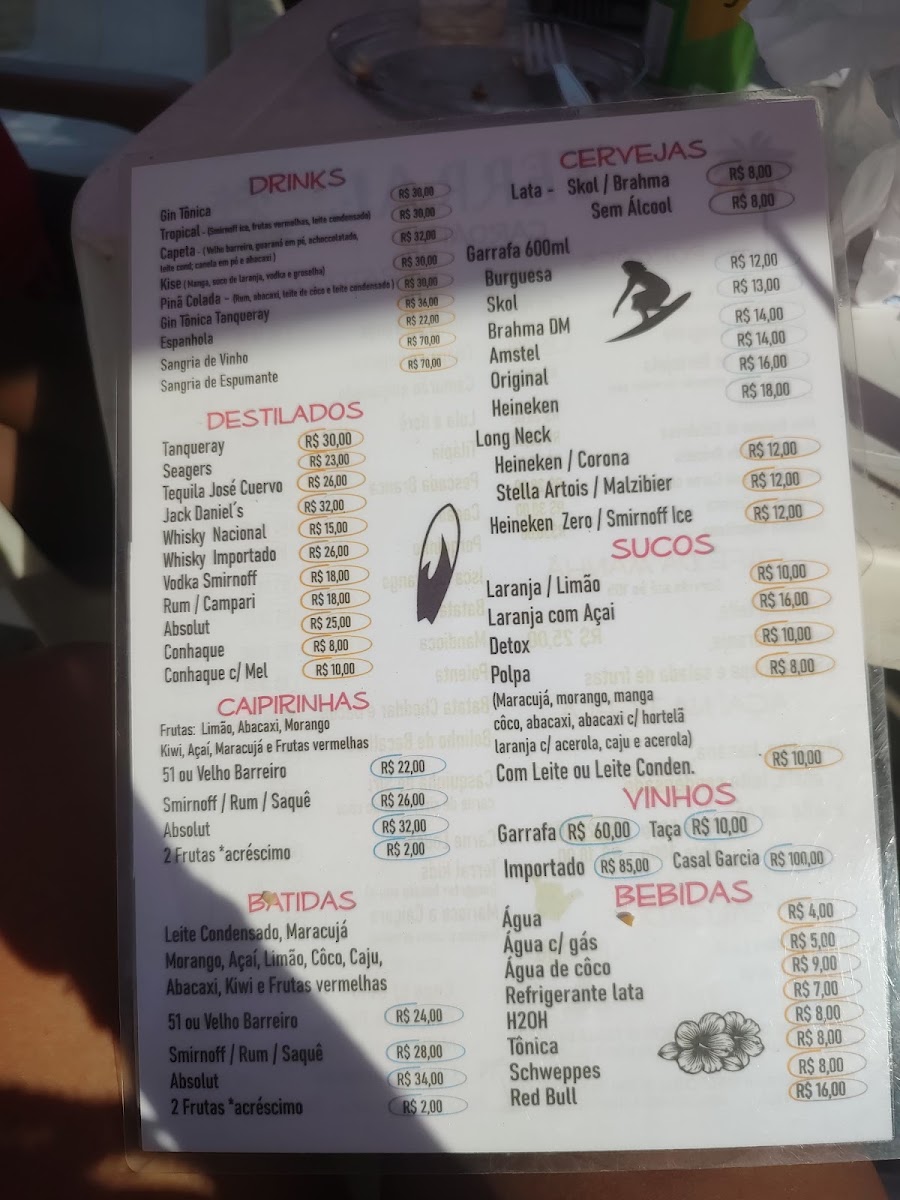 DRINKS
Gin Tônica R$ 30,00
Tropical - (Smirnoff ice, frutas vermelhas, leite condensado) R$ 30,00
Capeta - ( Velho barreiro, guaraná em pó, achocolatado, R$ 32,00
leite cond, canela em pó e abacaxi )
Kise ( Manga, suco de laranja, vodka e groselha) R$ 30,00
Pinã Colada - (Rum, abacaxi, leite de côco e leite condensado ) R$ 30,00
Gin Tônica Tanqueray R$ 36,00
Espanhola R$ 22,00
Sangria de Vinho R$ 70,00
Sangria de Espumante R$ 70,00
DESTILADOS
Tanqueray R$ 30,00
Seagers R$ 23,00
Tequila José Cuervo R$ 26,00
Jack Daniel´s R$ 32,00
Whisky Nacional R$ 15,00
Whisky Importado R$ 26,00
Vodka Smirnoff R$ 18,00
Rum / Campari R$ 18,00
Absolut R$ 25,00
Conhaque R$ 8,00
Conhaque c/ Mel R$ 10,00
CAIPIRINHAS
Frutas: Limão, Abacaxi, Morango
Kiwi, Açaí, Maracujá e Frutas vermelhas
51 ou Velho Barreiro R$ 22,00
Smirnoff / Rum / Saquê R$ 26,00
Absolut R$ 32,00
2 Frutas *acréscimo R$ 2,00
BATIDAS
Leite Condensado, Maracujá
Morango, Açaí, Limão, Côco, Caju,
Abacaxi, Kiwi e Frutas vermelhas
51 ou Velho Barreiro R$ 24,00
Smirnoff / Rum / Saquê R$ 28,00
Absolut R$ 34,00
2 Frutas *acréscimo R$ 2,00
CERVEJAS
Lata - Skol / Brahma R$ 8,00
Sem Álcool R$ 8,00
Garrafa 600ml
Burguesa R$ 12,00
Skol R$ 13,00
Brahma DM R$ 14,00
Amstel R$ 14,00
Original R$ 16,00
Heineken R$ 18,00
Long Neck
Heineken / Corona R$ 12,00
Stella Artois / Malzibier R$ 12,00
Heineken Zero / Smirnoff Ice R$ 12,00
SUCOS
Laranja / Limão R$ 10,00
Laranja com Açai R$ 16,00
Detox R$ 10,00
Polpa R$ 8,00
(Maracujá, morango, manga
côco, abacaxi, abacaxi c/ hortelã
laranja c/ acerola, caju e acerola)
Com Leite ou Leite Conden. R$ 10,00
VINHOS
Garrafa R$ 60,00 Taça R$ 10,00
Importado R$ 85,00 Casal Garcia R$ 100,00
BEBIDAS
Água R$ 4,00
Água c/ gás R$ 5,00
Água de côco R$ 9,00
Refrigerante lata R$ 7,00
H2OH R$ 8,00
Tônica R$ 8,00
Schweppes R$ 8,00
Red Bull R$ 16,00